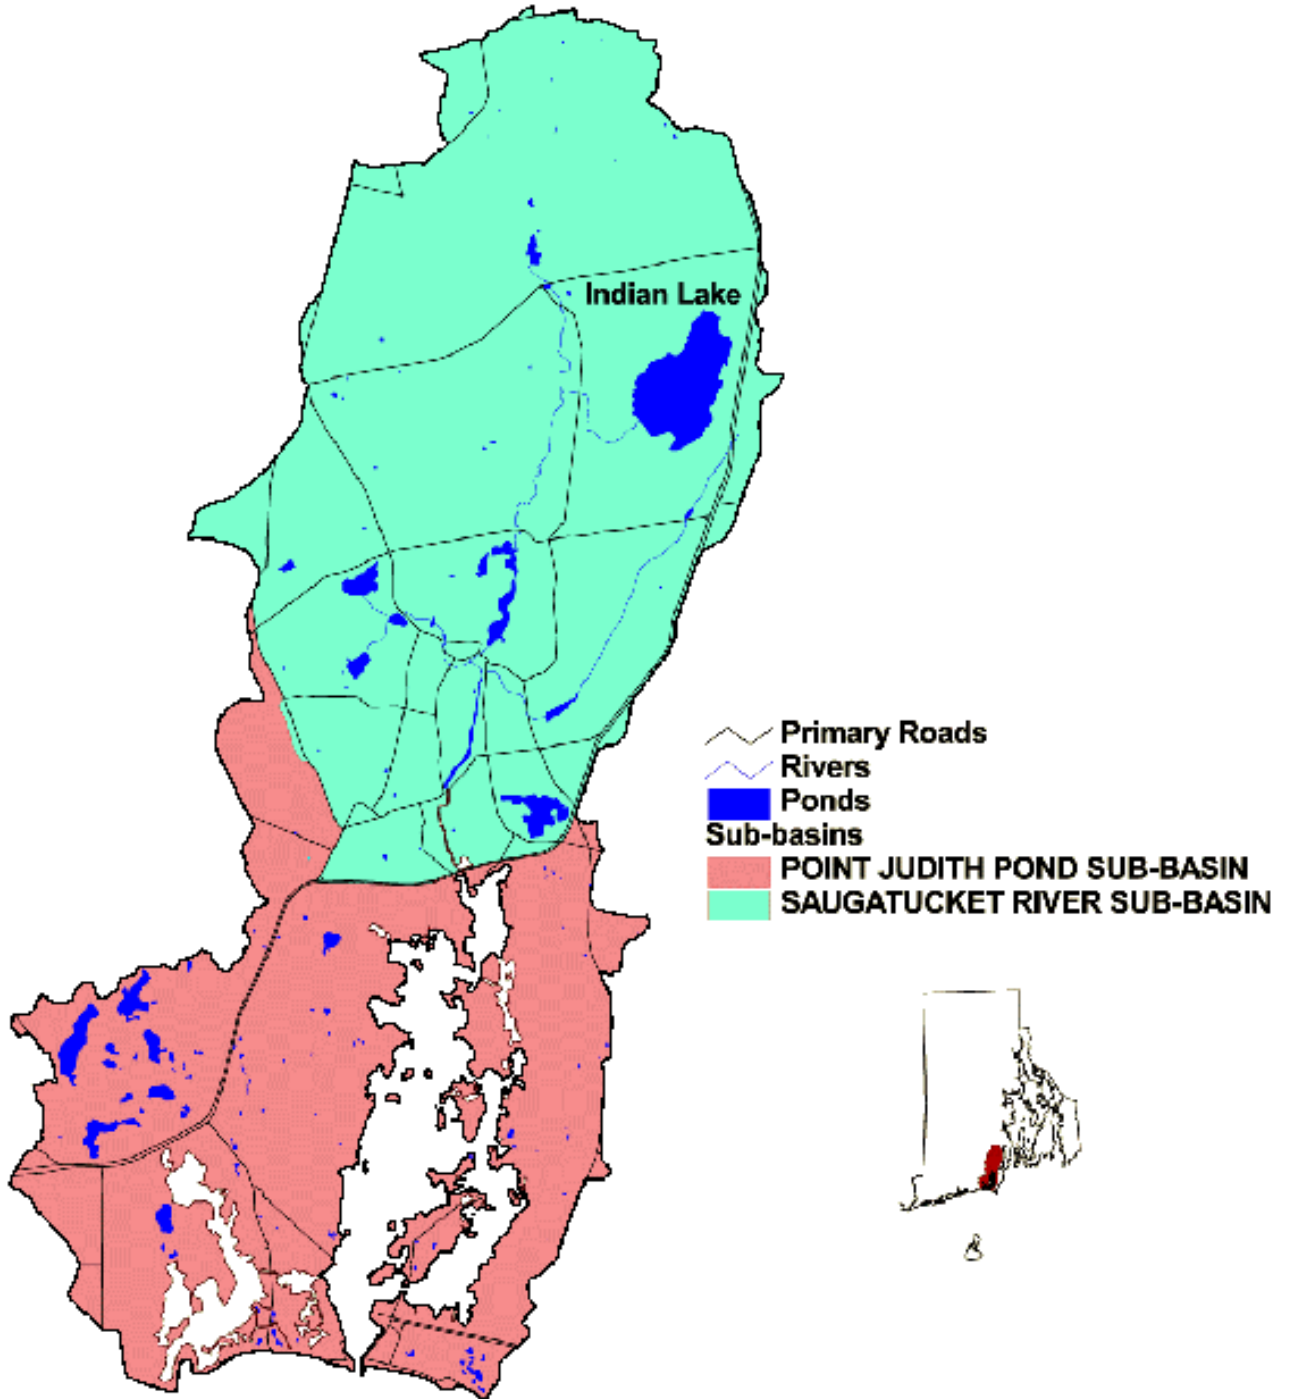 Indian Lake
Primary Roads
Rivers
Ponds
Sub-basins
POINT JUDITH POND SUB-BASIN
SAUGATUCKET RIVER SUB-BASIN